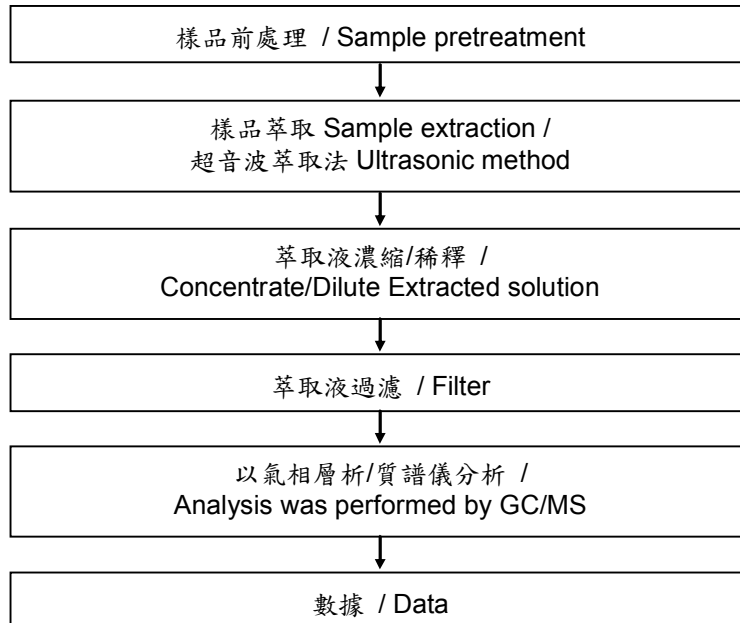 樣品前處理 / Sample pretreatment
樣品萃取 Sample extraction /
超音波萃取法 Ultrasonic method
萃取液濃縮/稀釋 /
Concentrate/Dilute Extracted solution
萃取液過濾 / Filter
以氣相層析/質譜儀分析 /
Analysis was performed by GC/MS
數據 / Data